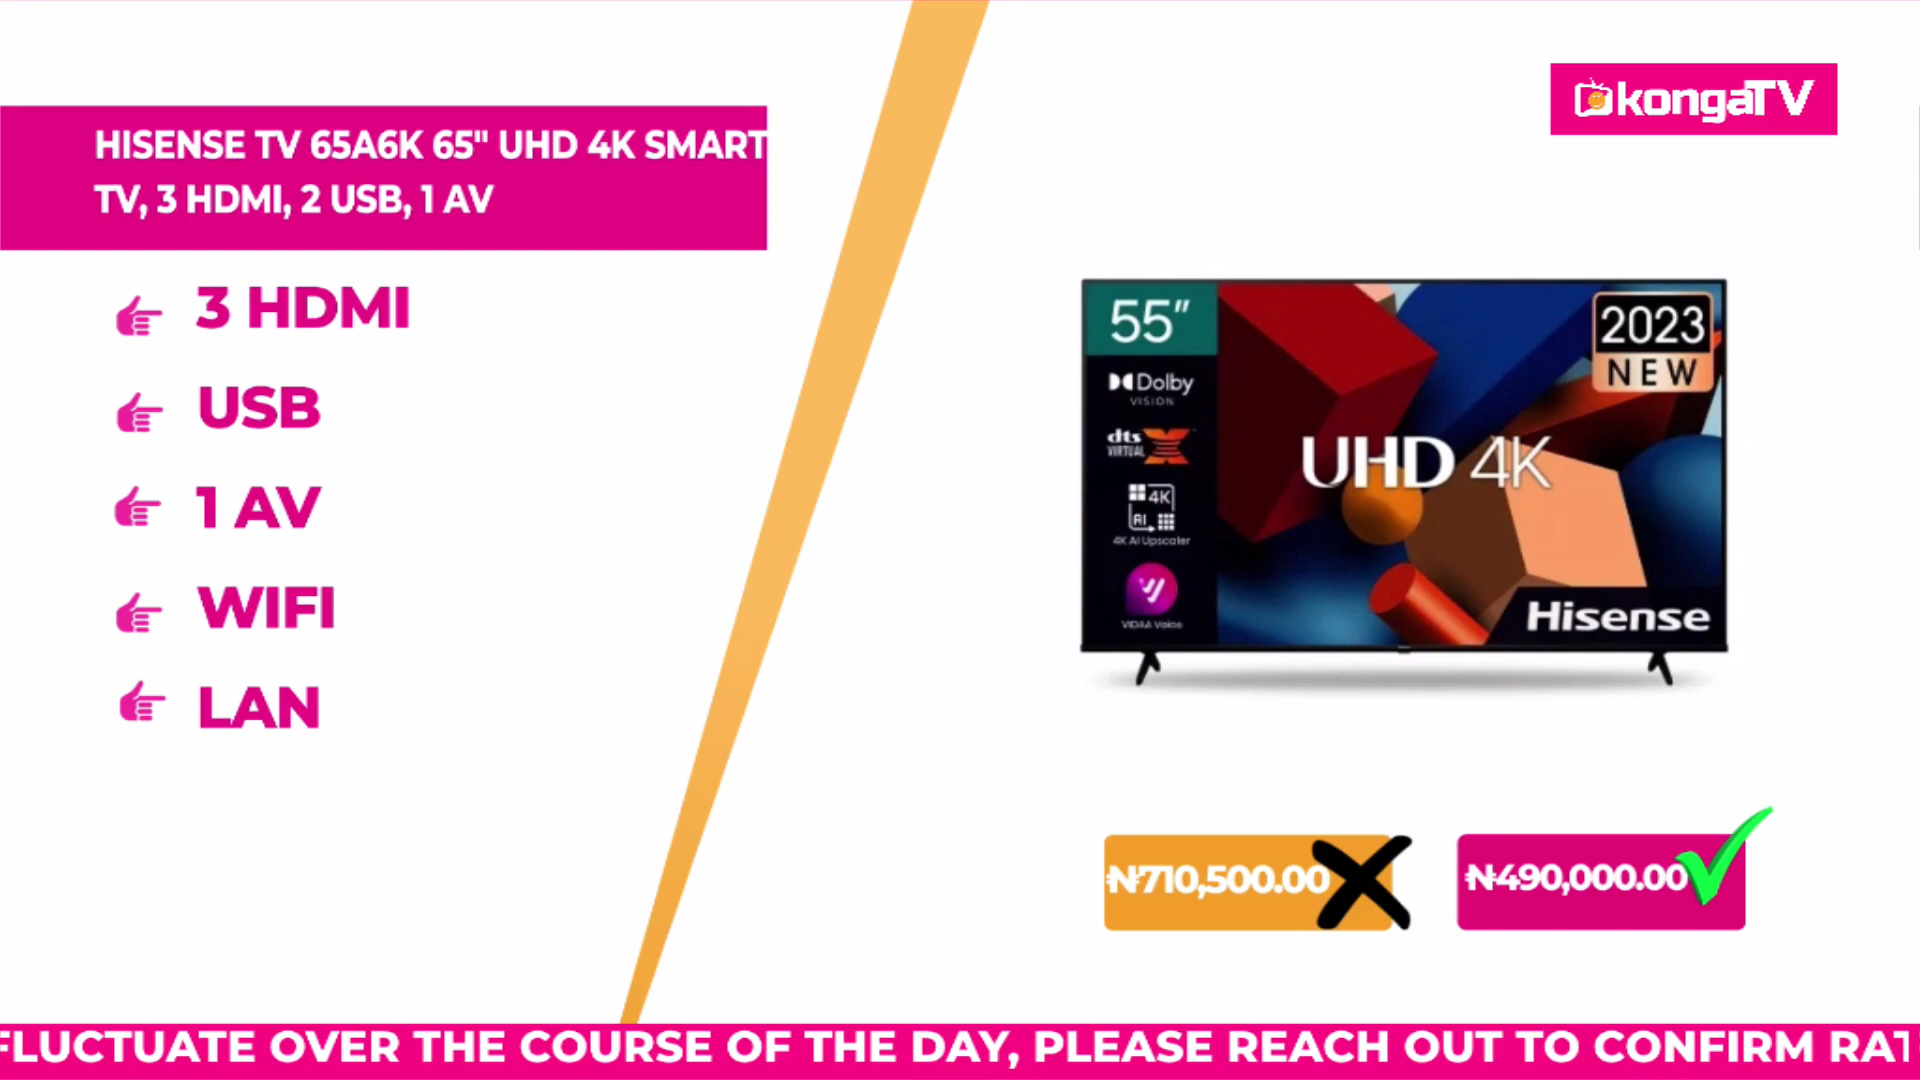 kongaTV
HISENSE TV 65A6K 65" UHD 4K SMART
TV, 3 HDMI, 2 USB, 1 AV
3 HDMI
USB
1 AV
WIFI
LAN
55"
Dolby
VISION
dts
VIRTUAL X
4K
AI
4K AI Upscaler
VIDAA Voice
2023
NEW
UHD 4K
Hisense
₦710,500.00
₦490,000.00
FLUCTUATE OVER THE COURSE OF THE DAY, PLEASE REACH OUT TO CONFIRM RAT